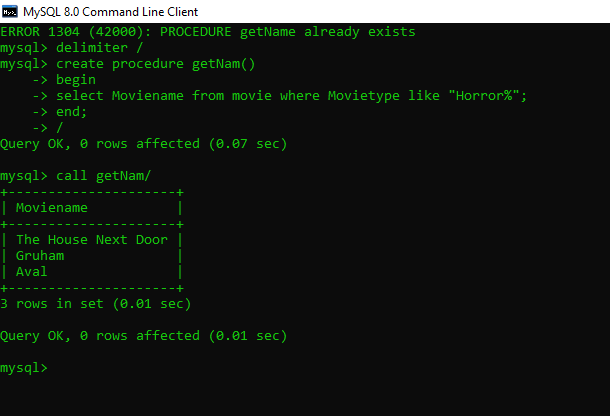 MySQL 8.0 Command Line Client
ERROR 1304 (42000): PROCEDURE getName already exists
mysql> delimiter /
mysql> create procedure getNam()
    -> begin
    -> select Moviename from movie where Movietype like "Horror%";
    -> end;
    -> /
Query OK, 0 rows affected (0.07 sec)

mysql> call getNam/
+---------------------+
| Moviename           |
+---------------------+
| The House Next Door |
| Gruham              |
| Aval                |
+---------------------+
3 rows in set (0.01 sec)

Query OK, 0 rows affected (0.01 sec)

mysql>